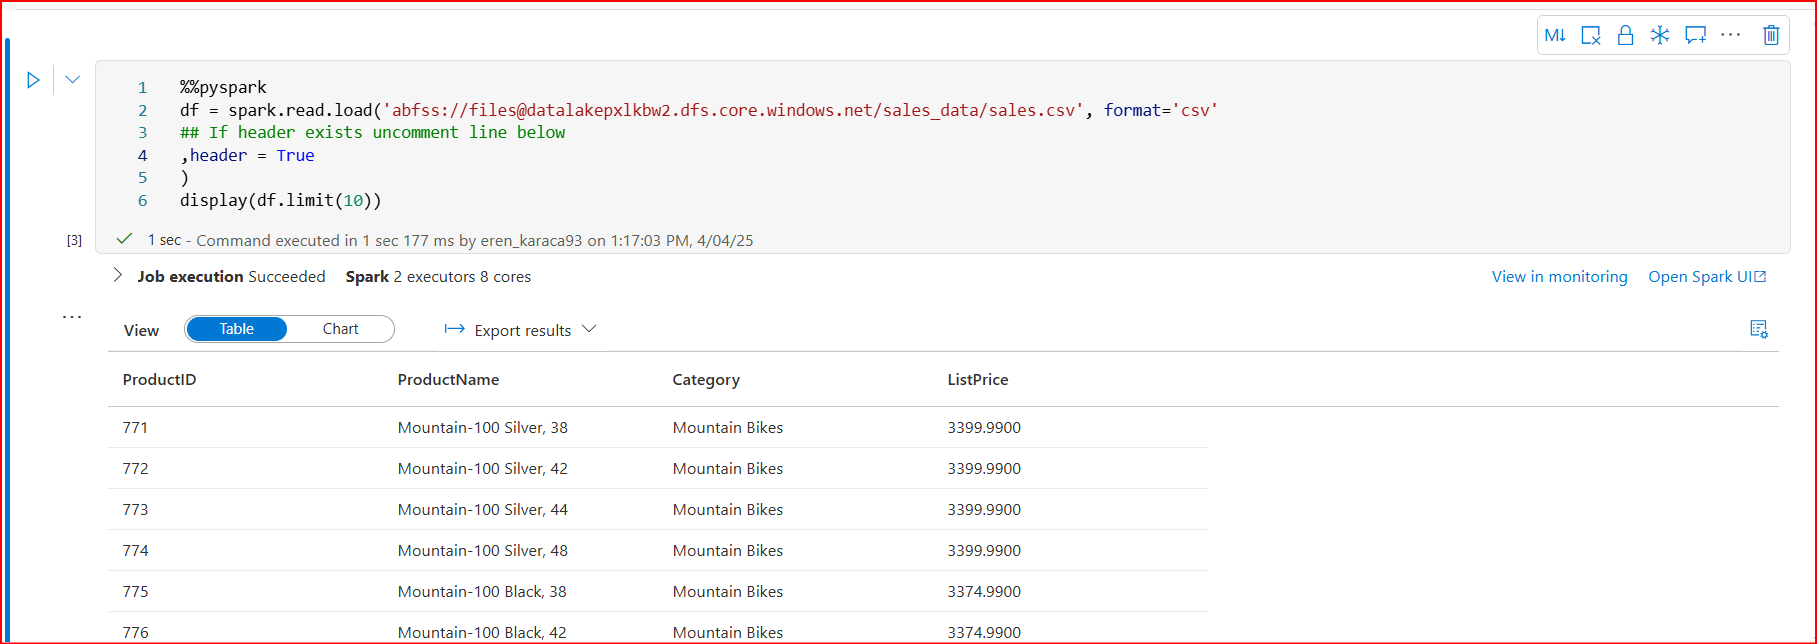 M↓ ...
1 %%pyspark
2 df = spark.read.load('abfss://files@datalakepxlkbw2.dfs.core.windows.net/sales_data/sales.csv', format='csv'
3 ## If header exists uncomment line below
4 ,header = True
5 )
6 display(df.limit(10))
[3] 1 sec - Command executed in 1 sec 177 ms by eren_karaca93 on 1:17:03 PM, 4/04/25
Job execution Succeeded Spark 2 executors 8 cores View in monitoring Open Spark UI
...
View Table Chart Export results
ProductID ProductName Category ListPrice
771 Mountain-100 Silver, 38 Mountain Bikes 3399.9900
772 Mountain-100 Silver, 42 Mountain Bikes 3399.9900
773 Mountain-100 Silver, 44 Mountain Bikes 3399.9900
774 Mountain-100 Silver, 48 Mountain Bikes 3399.9900
775 Mountain-100 Black, 38 Mountain Bikes 3374.9900
776 Mountain-100 Black, 42 Mountain Bikes 3374.9900